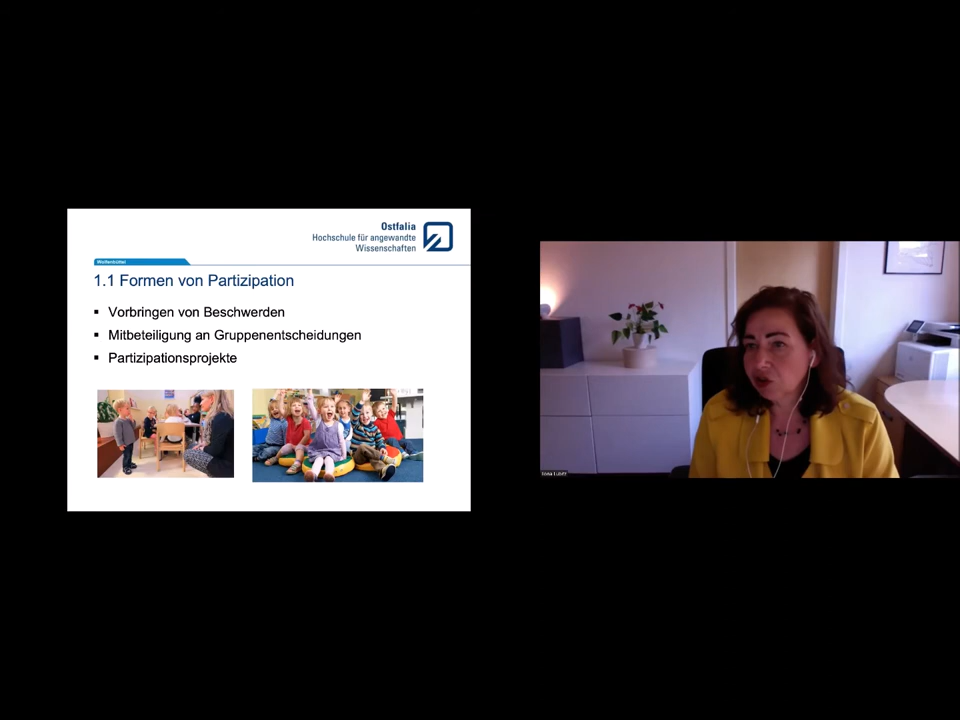 Ostfalia
Hochschule für angewandte
Wissenschaften
Wolfenbüttel
1.1 Formen von Partizipation
▪ Vorbringen von Beschwerden
▪ Mitbeteiligung an Gruppenentscheidungen
▪ Partizipationsprojekte